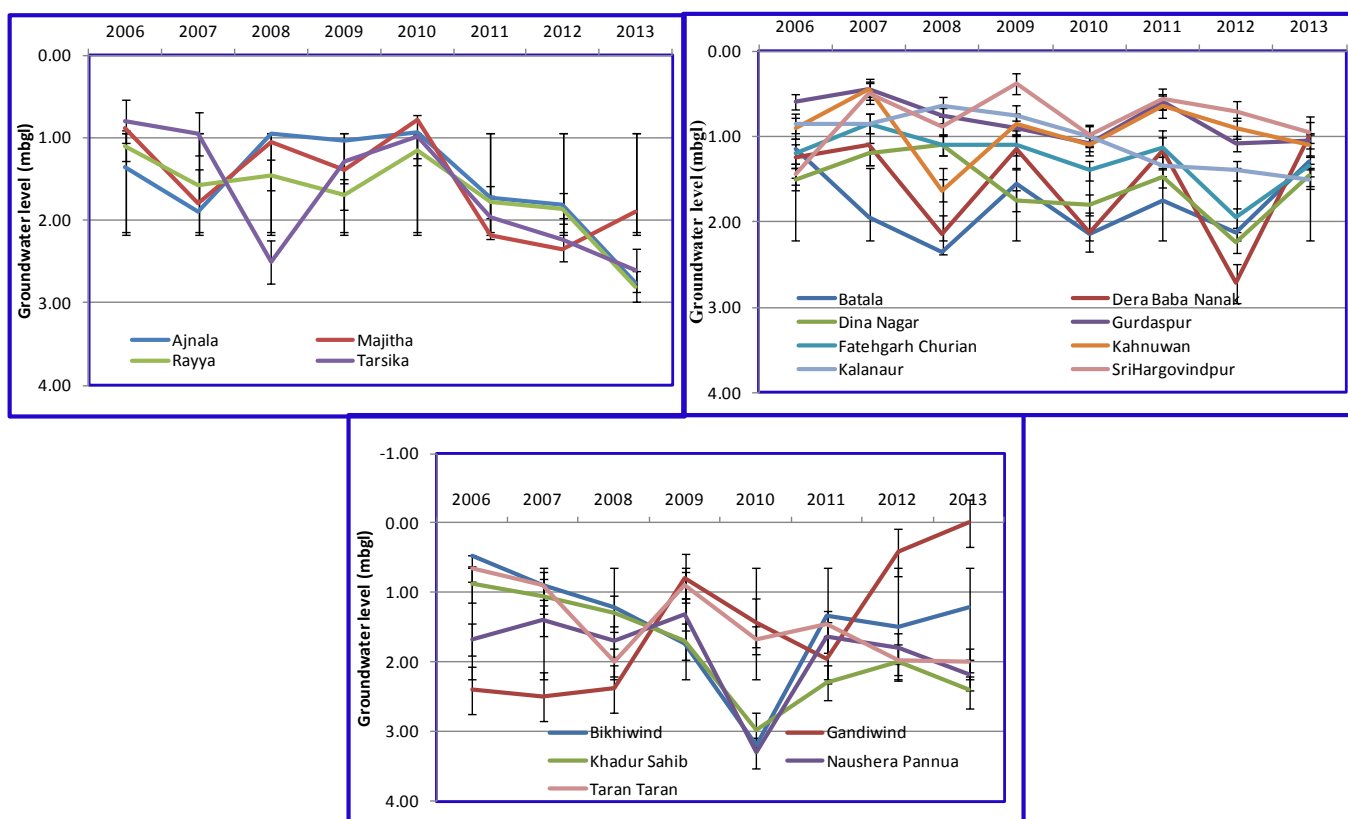 2006 2007 2008 2009 2010 2011 2012 2013
0.00
1.00
2.00
3.00
4.00
Groundwater level (mbgl)
Ajnala Majitha
Rayya Tarsika
2006 2007 2008 2009 2010 2011 2012 2013
0.00
1.00
2.00
3.00
4.00
Groundwater level (mbgl)
Batala Dera Baba Nanak
Dina Nagar Gurdaspur
Fatehgarh Churian Kahnuwan
Kalanaur SriHargovindpur
-1.00
2006 2007 2008 2009 2010 2011 2012 2013
0.00
1.00
2.00
3.00
4.00
Groundwater level (mbgl)
Bikhiwind Gandiwind
Khadur Sahib Naushera Pannua
Taran Taran